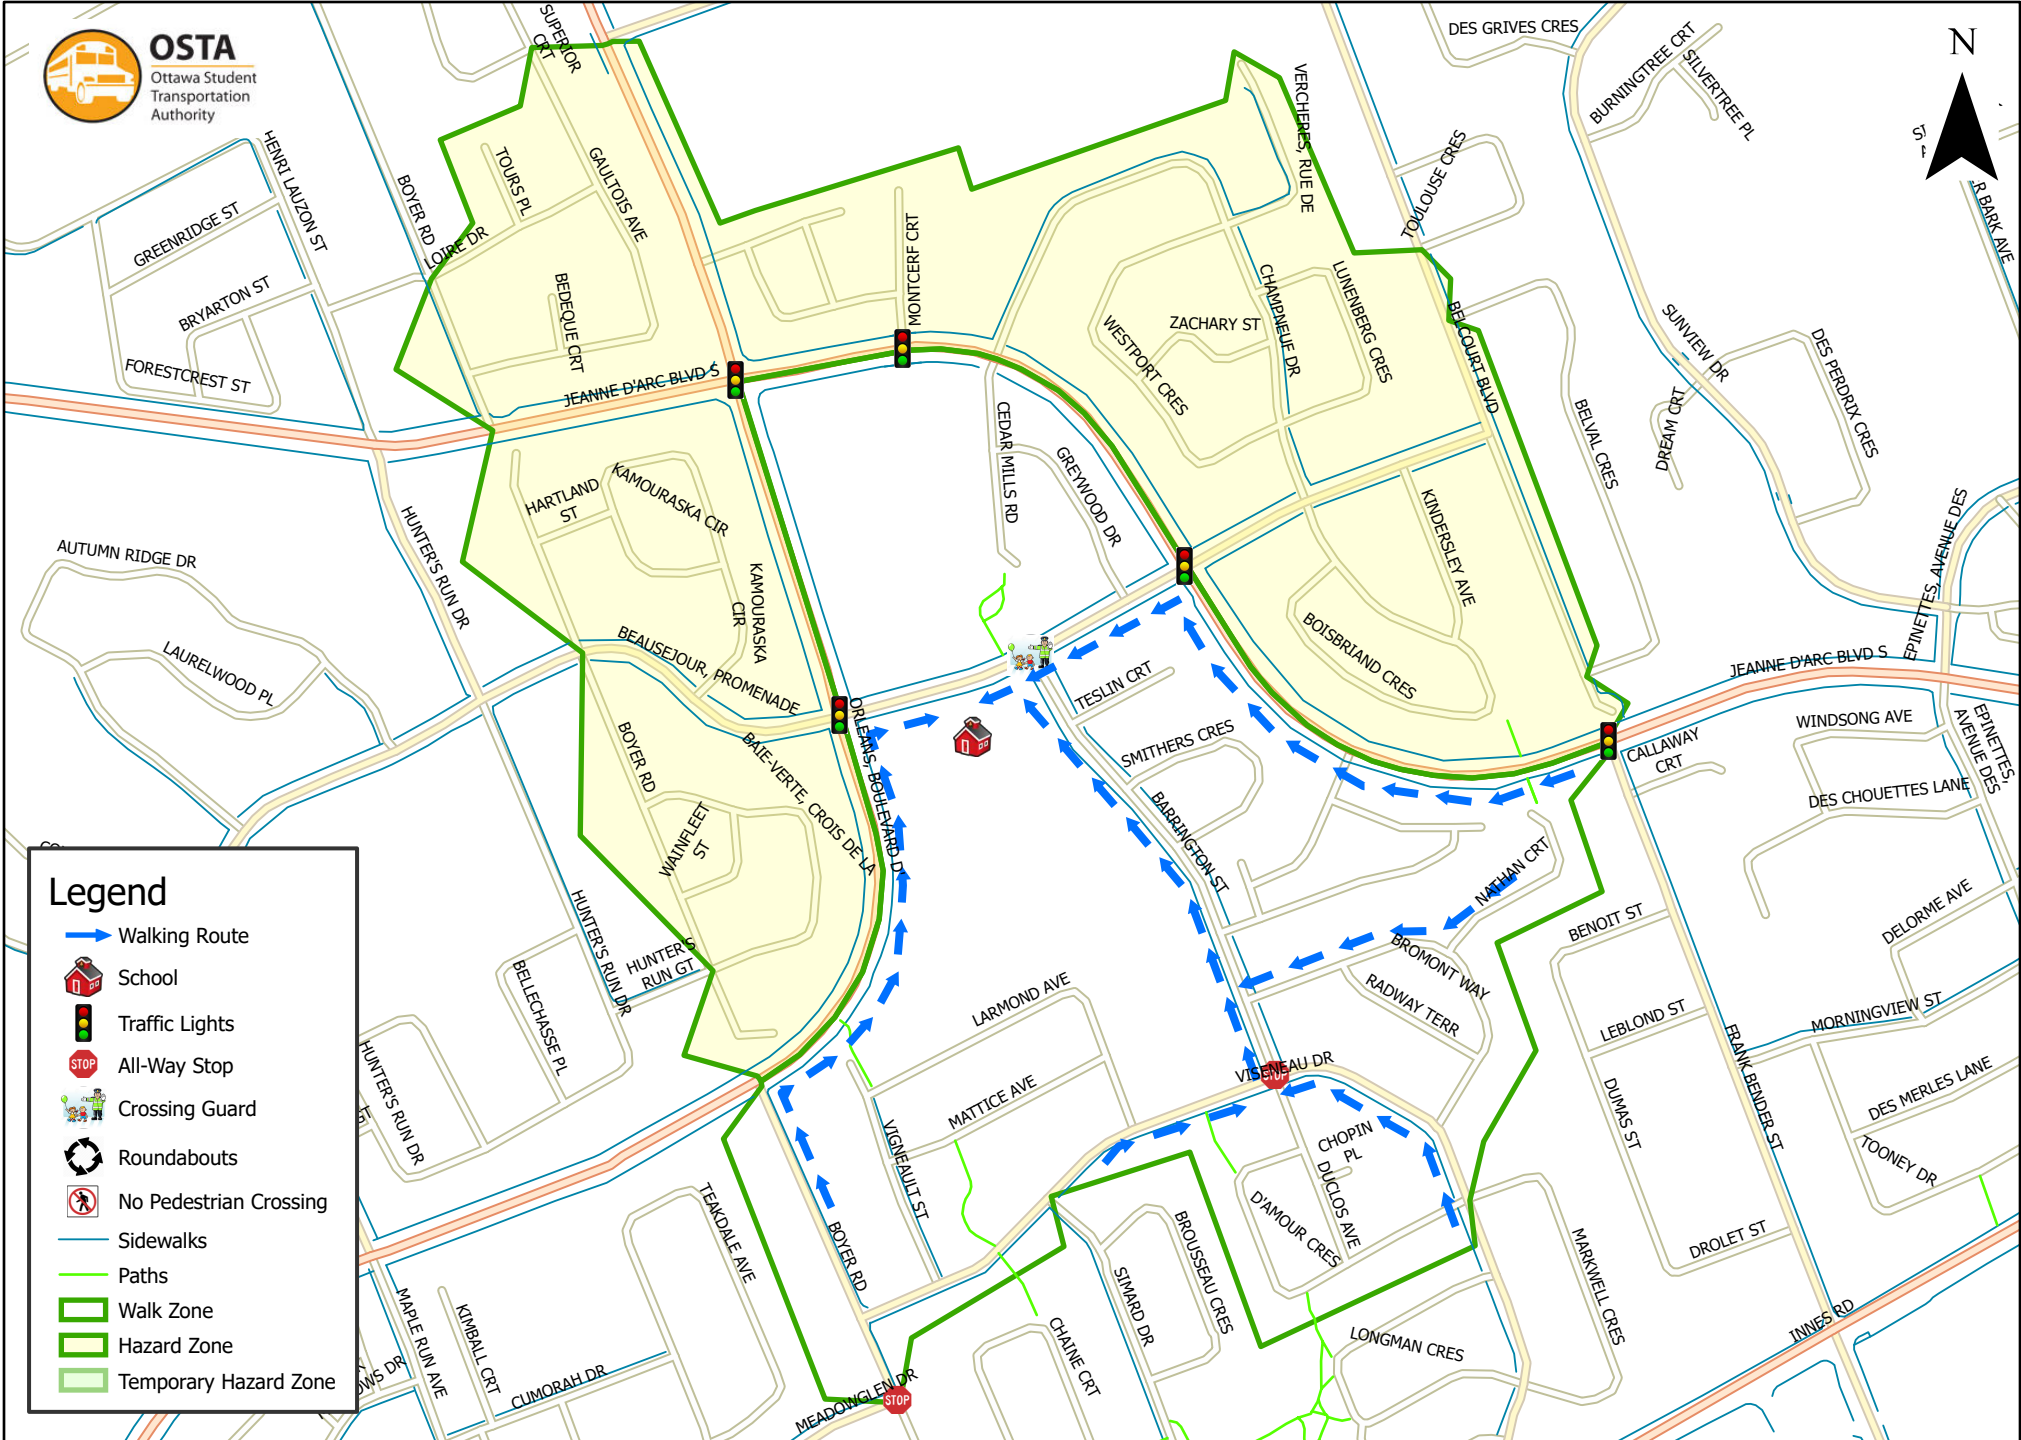 OSTA
Ottawa Student
Transportation
Authority
N
SUPERIOR
CRT
DES GRIVES CRES
BURNINGTREE CRT
SILVERTREE PL
VERCHERES, RUE DE
TOULOUSE CRES
HENRI LAUZON ST
GREENRIDGE ST
BRYARTON ST
FORESTCREST ST
BOYER RD
TOURS PL
GAULTOIS AVE
LOIRE DR
BEDEQUE CRT
MONTCERF CRT
JEANNE D'ARC BLVD S
WESTPORT CRES
ZACHARY ST
CHAMPNEUF DR
LUNENBERG CRES
BELCOURT BLVD
SUNVIEW DR
DES PERDRIX CRES
DREAM CRT
BELVAL CRES
R BARK AVE
HARTLAND
ST
KAMOURASKA CIR
KAMOURASKA
CIR
CEDAR MILLS RD
GREYWOOD DR
KINDERSLEY AVE
BOISBRIAND CRES
EPINETTES, AVENUE DES
AUTUMN RIDGE DR
LAURELWOOD PL
HUNTER'S RUN DR
BEAUSEJOUR, PROMENADE
BOYER RD
BAIE-VERTE, CROIS DE LA
ORLEANS, BOULEVARD D'
WAINFLEET
ST
TESLIN CRT
SMITHERS CRES
BARRINGTON ST
JEANNE D'ARC BLVD S
WINDSONG AVE
EPINETTES,
AVENUE DES
CALLAWAY
CRT
DES CHOUETTES LANE
NATHAN CRT
BROMONT WAY
RADWAY TERR
BENOIT ST
DELORME AVE
LEBLOND ST
MORNINGVIEW ST
FRANK BENDER ST
DUMAS ST
DES MERLES LANE
TOONEY DR
DROLET ST
HUNTER'S RUN DR
HUNTER'S
RUN GT
BELLECHASSE PL
HUNTER'S RUN DR
LARMOND AVE
MATTICE AVE
VISENEAU DR
STOP
VIGNEAULT ST
CHOPIN
PL
DUCLOS AVE
D'AMOUR CRES
BROUSSEAU CRES
SIMARD DR
MARKWELL CRES
LONGMAN CRES
INNES RD
TEAKDALE AVE
BOYER RD
CHAINE CRT
MEADOWGLEN DR
STOP
MAPLE RUN AVE
KIMBALL CRT
CUMORAH DR
OWS DR
Legend
Walking Route
School
Traffic Lights
STOP
All-Way Stop
Crossing Guard
Roundabouts
No Pedestrian Crossing
Sidewalks
Paths
Walk Zone
Hazard Zone
Temporary Hazard Zone